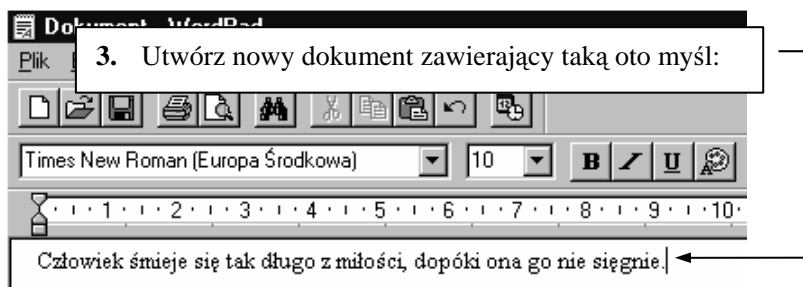 Dokument - WordPad
3. Utwórz nowy dokument zawierający taką oto myśl:
Plik
Times New Roman (Europa Środkowa) 10 B I U
1 2 3 4 5 6 7 8 9 10
Człowiek śmieje się tak długo z miłości, dopóki ona go nie sięgnie.